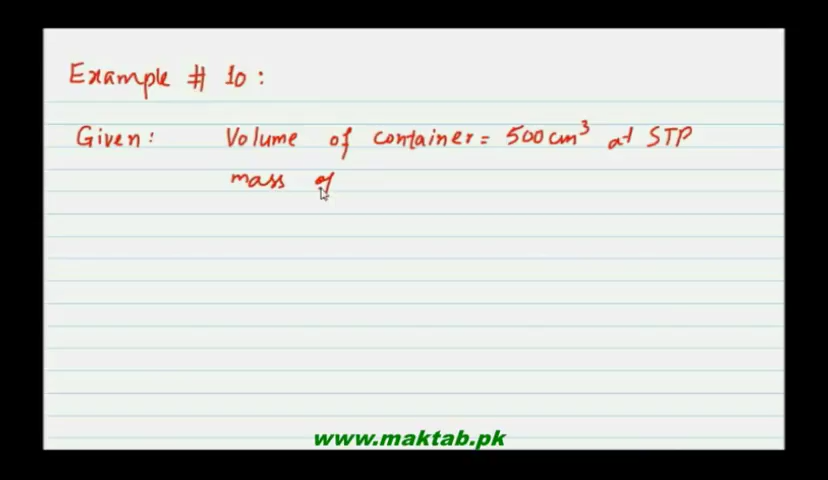 Example # 10:
Given: Volume of container = 500 cm³ at STP
mass of
www.maktab.pk